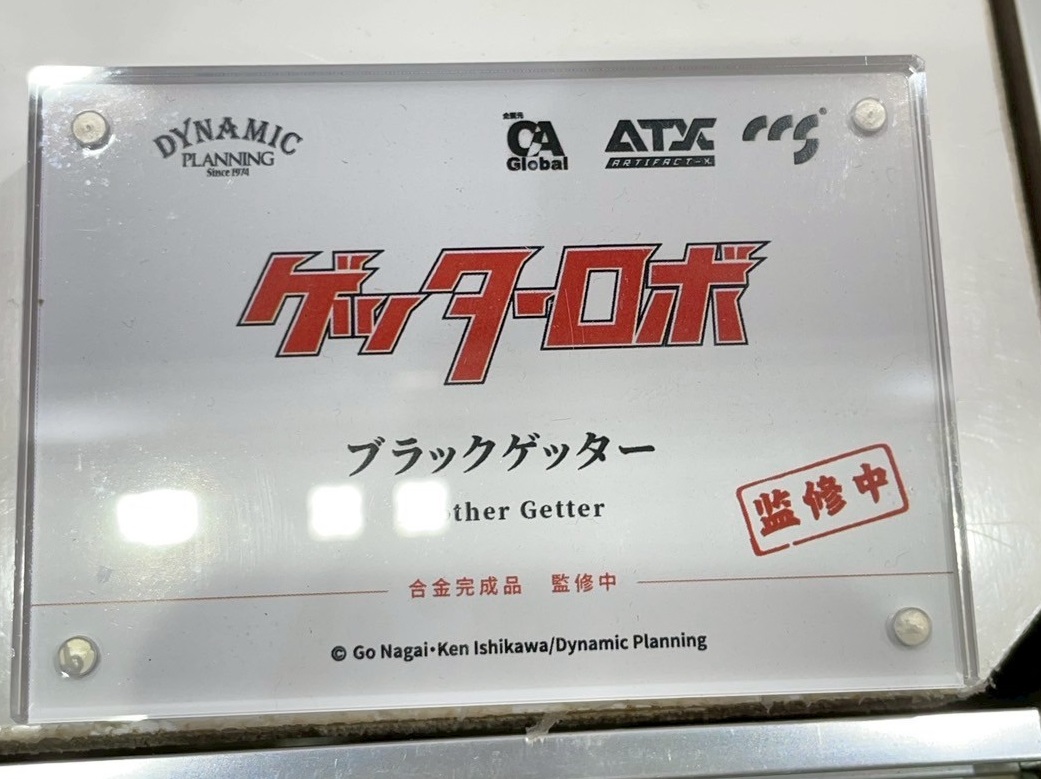 DYNAMIC
PLANNING
Since 1974
CA
Global
ATX
ARTIFACT-X
ccs
ゲッターロボ
ブラックゲッター
Getter
監修中
合金完成品 監修中
© Go Nagai・Ken Ishikawa/Dynamic Planning